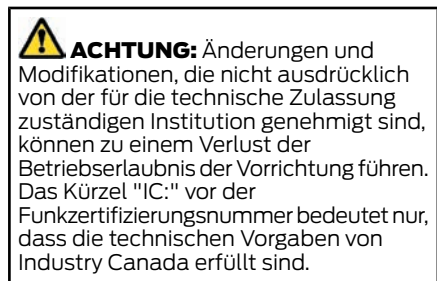 ACHTUNG: Änderungen und
Modifikationen, die nicht ausdrücklich
von der für die technische Zulassung
zuständigen Institution genehmigt sind,
können zu einem Verlust der
Betriebserlaubnis der Vorrichtung führen.
Das Kürzel "IC:" vor der
Funkzertifizierungsnummer bedeutet nur,
dass die technischen Vorgaben von
Industry Canada erfüllt sind.